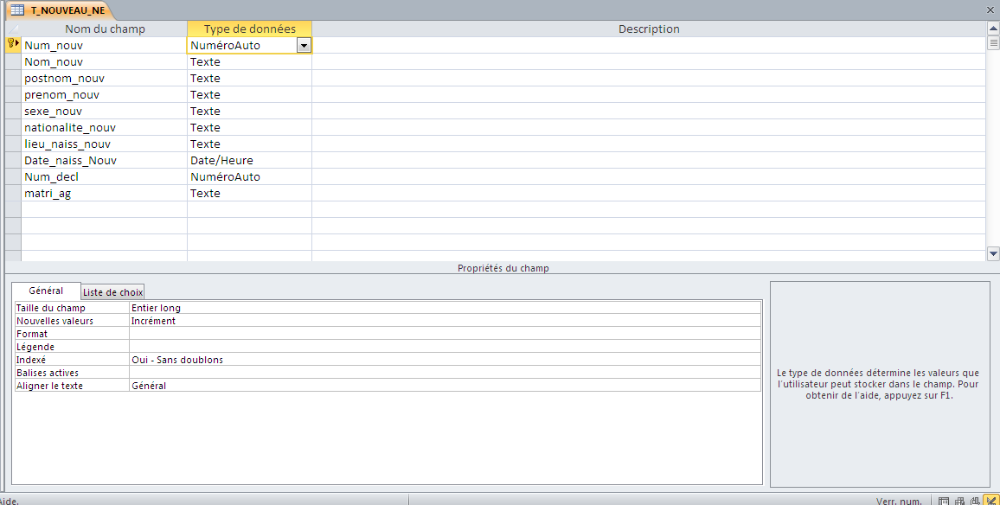 T_NOUVEAU_NE
Nom du champ Type de données Description
Num_nouv NuméroAuto
Nom_nouv Texte
postnom_nouv Texte
prenom_nouv Texte
sexe_nouv Texte
nationalite_nouv Texte
lieu_naiss_nouv Texte
Date_naiss_Nouv Date/Heure
Num_decl NuméroAuto
matri_ag Texte
Propriétés du champ
Général Liste de choix
Taille du champ Entier long
Nouvelles valeurs Incrément
Format
Légende
Indexé Oui - Sans doublons
Balises actives
Aligner le texte Général
Le type de données détermine les valeurs que
l'utilisateur peut stocker dans le champ. Pour
obtenir de l'aide, appuyez sur F1.
Aide. Verr. num.